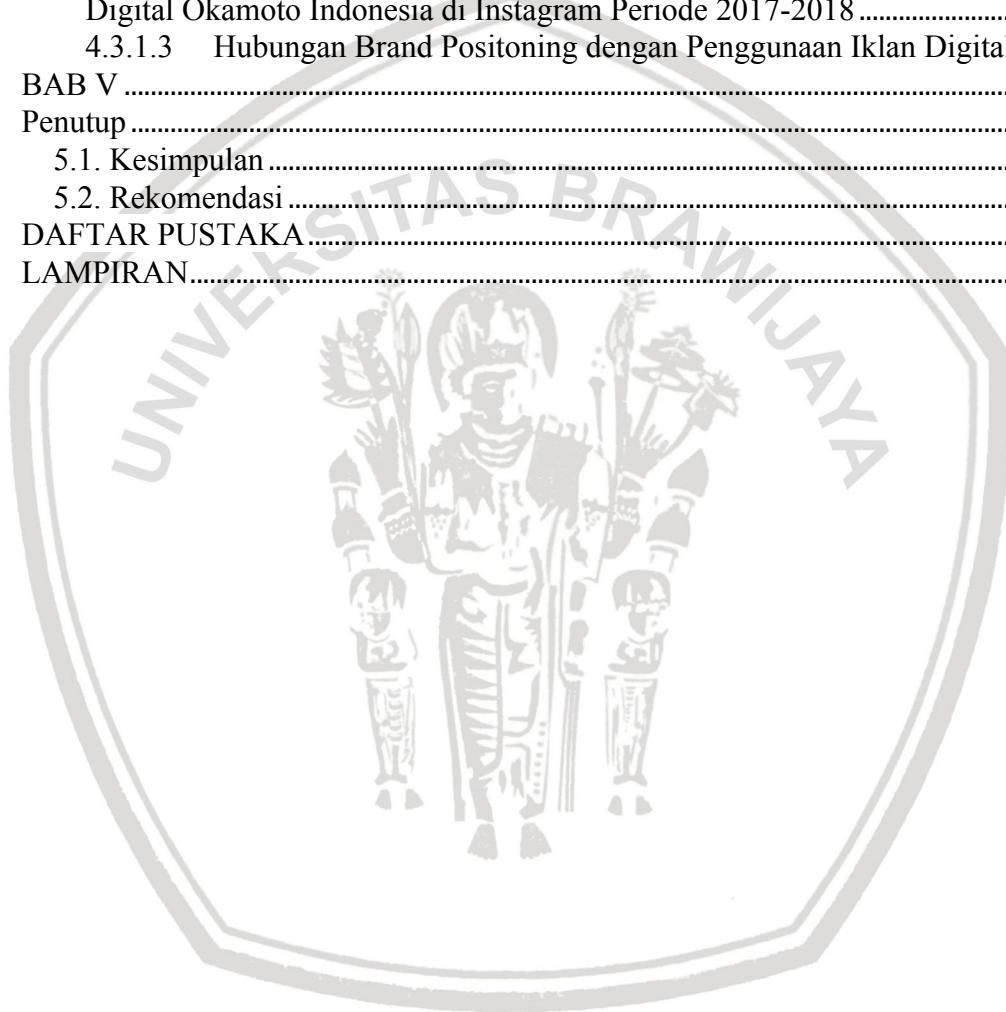 Digital Okamoto Indonesia di Instagram Periode 2017-2018
4.3.1.3 Hubungan Brand Positoning dengan Penggunaan Iklan Digital
BAB V
Penutup
5.1. Kesimpulan
5.2. Rekomendasi
DAFTAR PUSTAKA
LAMPIRAN
UNIVERSITAS BRAWIJAYA